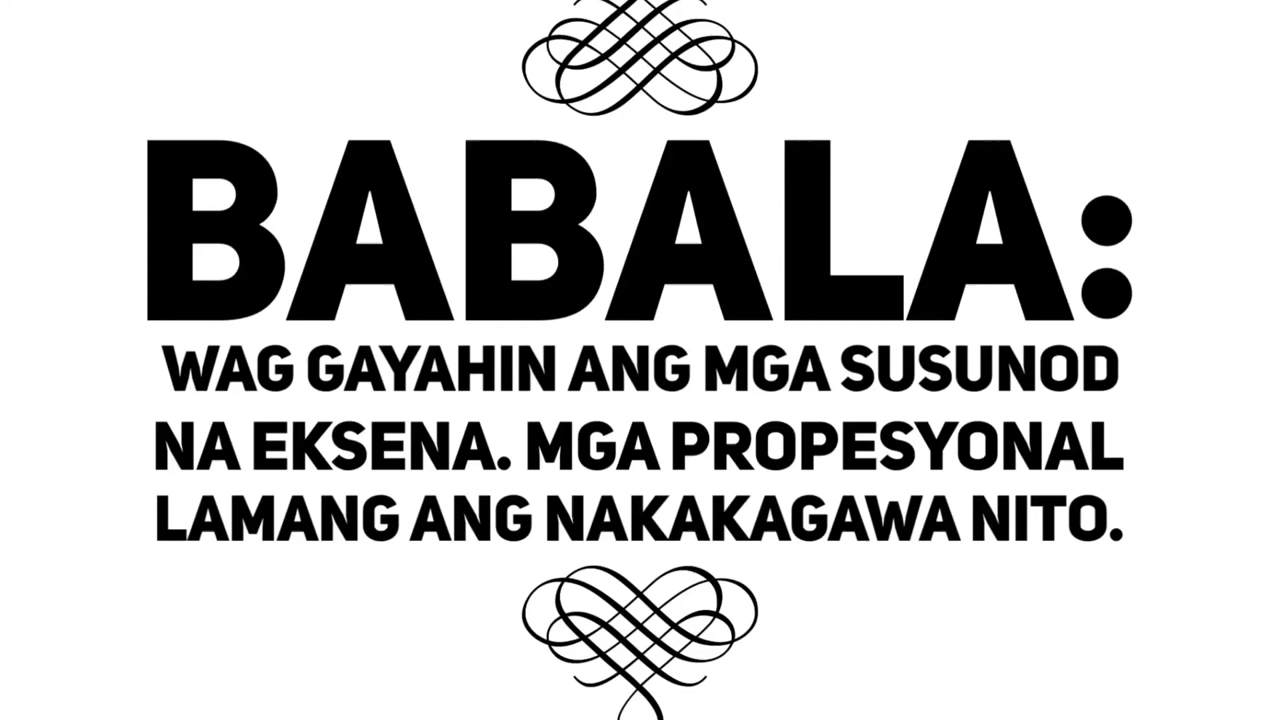 BABALA:
WAG GAYAHIN ANG MGA SUSUNOD
NA EKSENA. MGA PROPESYONAL
LAMANG ANG NAKAKAGAWA NITO.